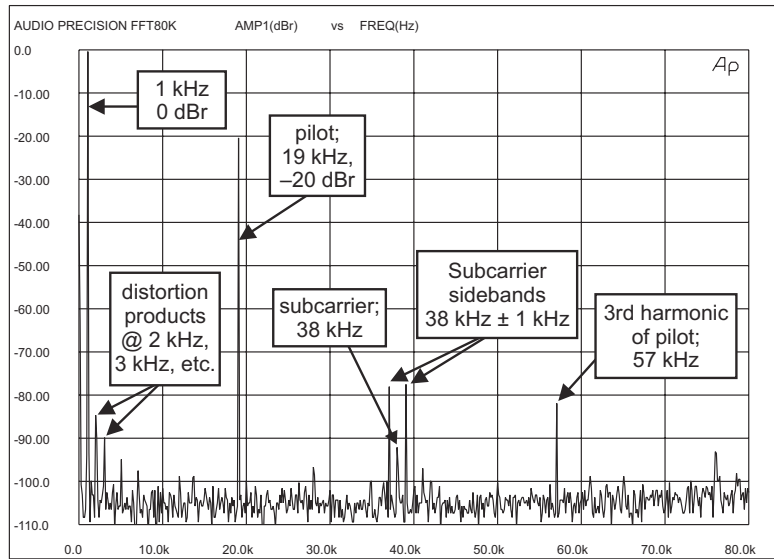 AUDIO PRECISION FFT80K AMP1(dBr) vs FREQ(Hz)
0.0
Ap
1 kHz
0 dBr
-10.00
-20.00
pilot;
19 kHz,
–20 dBr
-30.00
-40.00
-50.00
distortion
products
@ 2 kHz,
3 kHz, etc.
subcarrier;
38 kHz
Subcarrier
sidebands
38 kHz ± 1 kHz
3rd harmonic
of pilot;
57 kHz
-60.00
-70.00
-80.00
-90.00
-100.0
-110.0
0.0 10.0k 20.0k 30.0k 40.0k 50.0k 60.0k 70.0k 80.0k